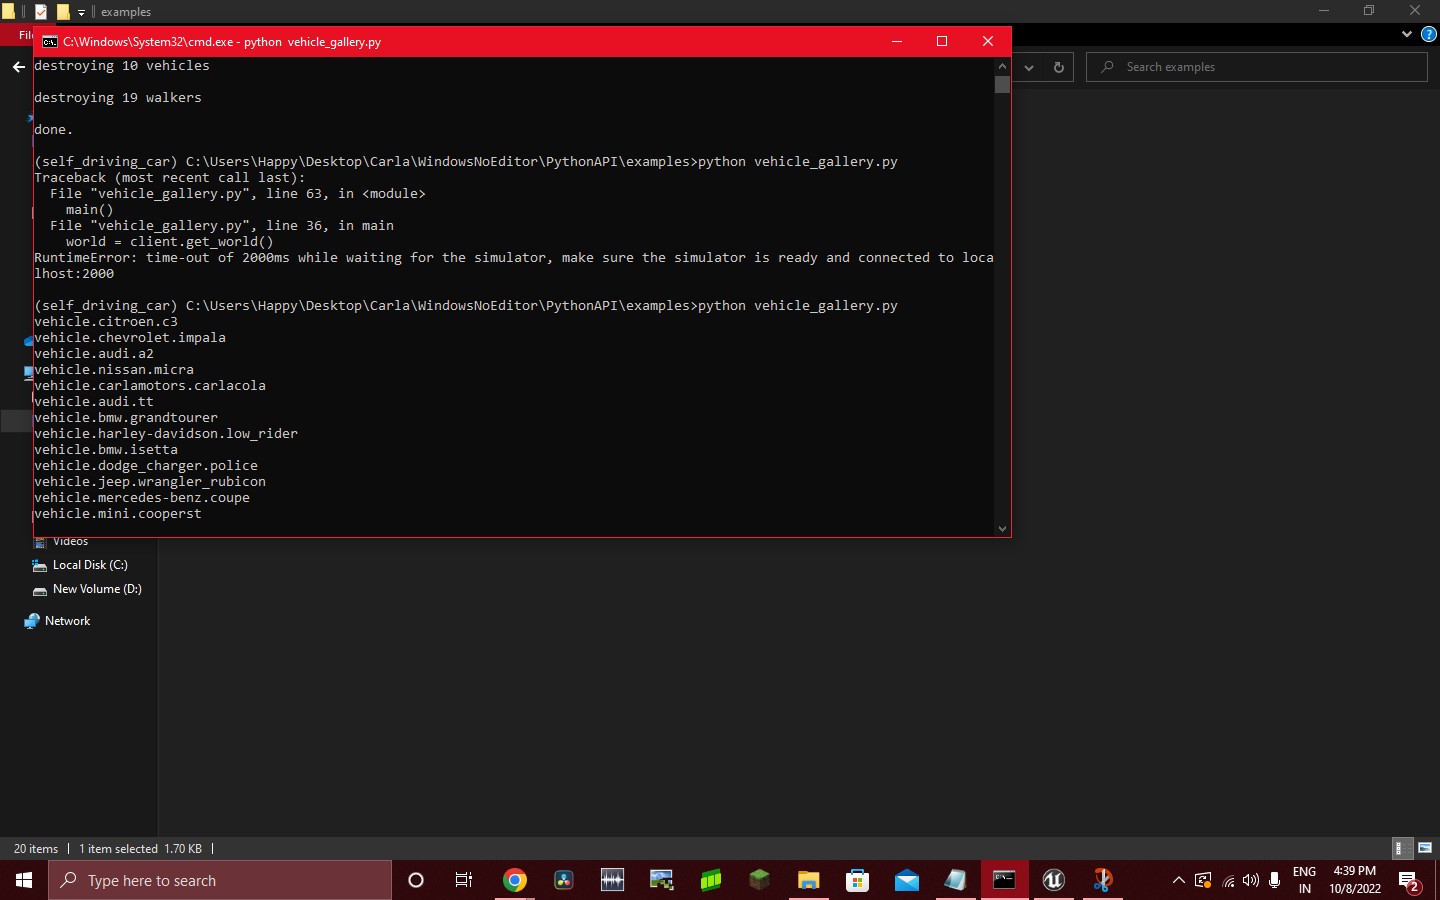 examples
Fil
C:\Windows\System32\cmd.exe - python  vehicle_gallery.py
Search examples
destroying 10 vehicles
destroying 19 walkers
done.
(self_driving_car) C:\Users\Happy\Desktop\Carla\WindowsNoEditor\PythonAPI\examples>python vehicle_gallery.py
Traceback (most recent call last):
  File "vehicle_gallery.py", line 63, in <module>
    main()
  File "vehicle_gallery.py", line 36, in main
    world = client.get_world()
RuntimeError: time-out of 2000ms while waiting for the simulator, make sure the simulator is ready and connected to loca
lhost:2000
(self_driving_car) C:\Users\Happy\Desktop\Carla\WindowsNoEditor\PythonAPI\examples>python vehicle_gallery.py
vehicle.citroen.c3
vehicle.chevrolet.impala
vehicle.audi.a2
vehicle.nissan.micra
vehicle.carlamotors.carlacola
vehicle.audi.tt
vehicle.bmw.grandtourer
vehicle.harley-davidson.low_rider
vehicle.bmw.isetta
vehicle.dodge_charger.police
vehicle.jeep.wrangler_rubicon
vehicle.mercedes-benz.coupe
vehicle.mini.cooperst
Videos
Local Disk (C:)
New Volume (D:)
Network
20 items | 1 item selected 1.70 KB |
Type here to search
ENG
IN
4:39 PM
10/8/2022
2